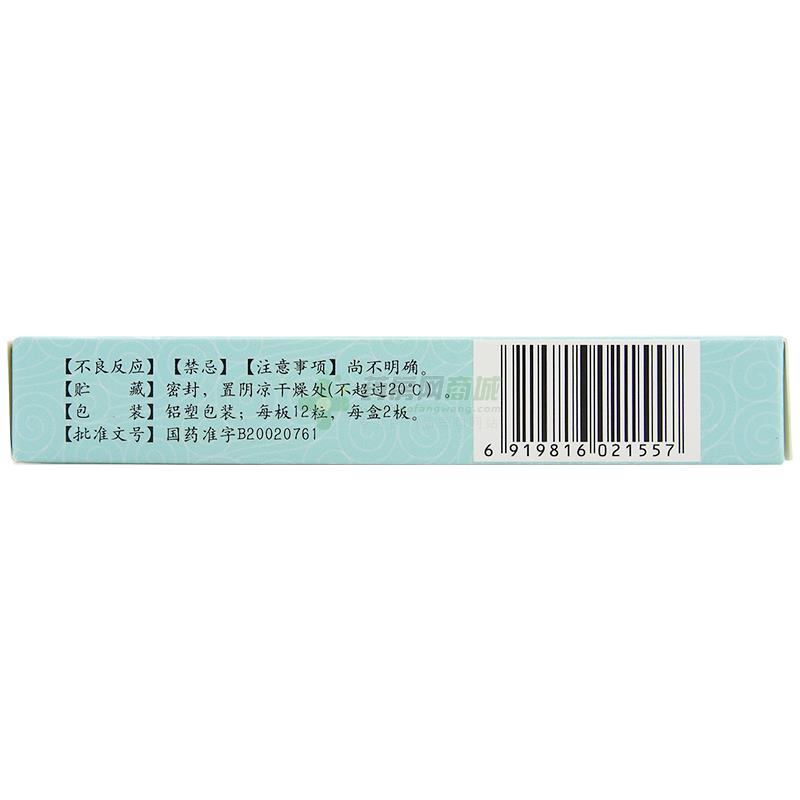 【不良反应】【禁忌】【注意事项】尚不明确。
【贮　　藏】密封，置阴凉干燥处(不超过20℃)。
【包　　装】铝塑包装；每板12粒，每盒2板。
【批准文号】国药准字B20020761
6 919816 021557